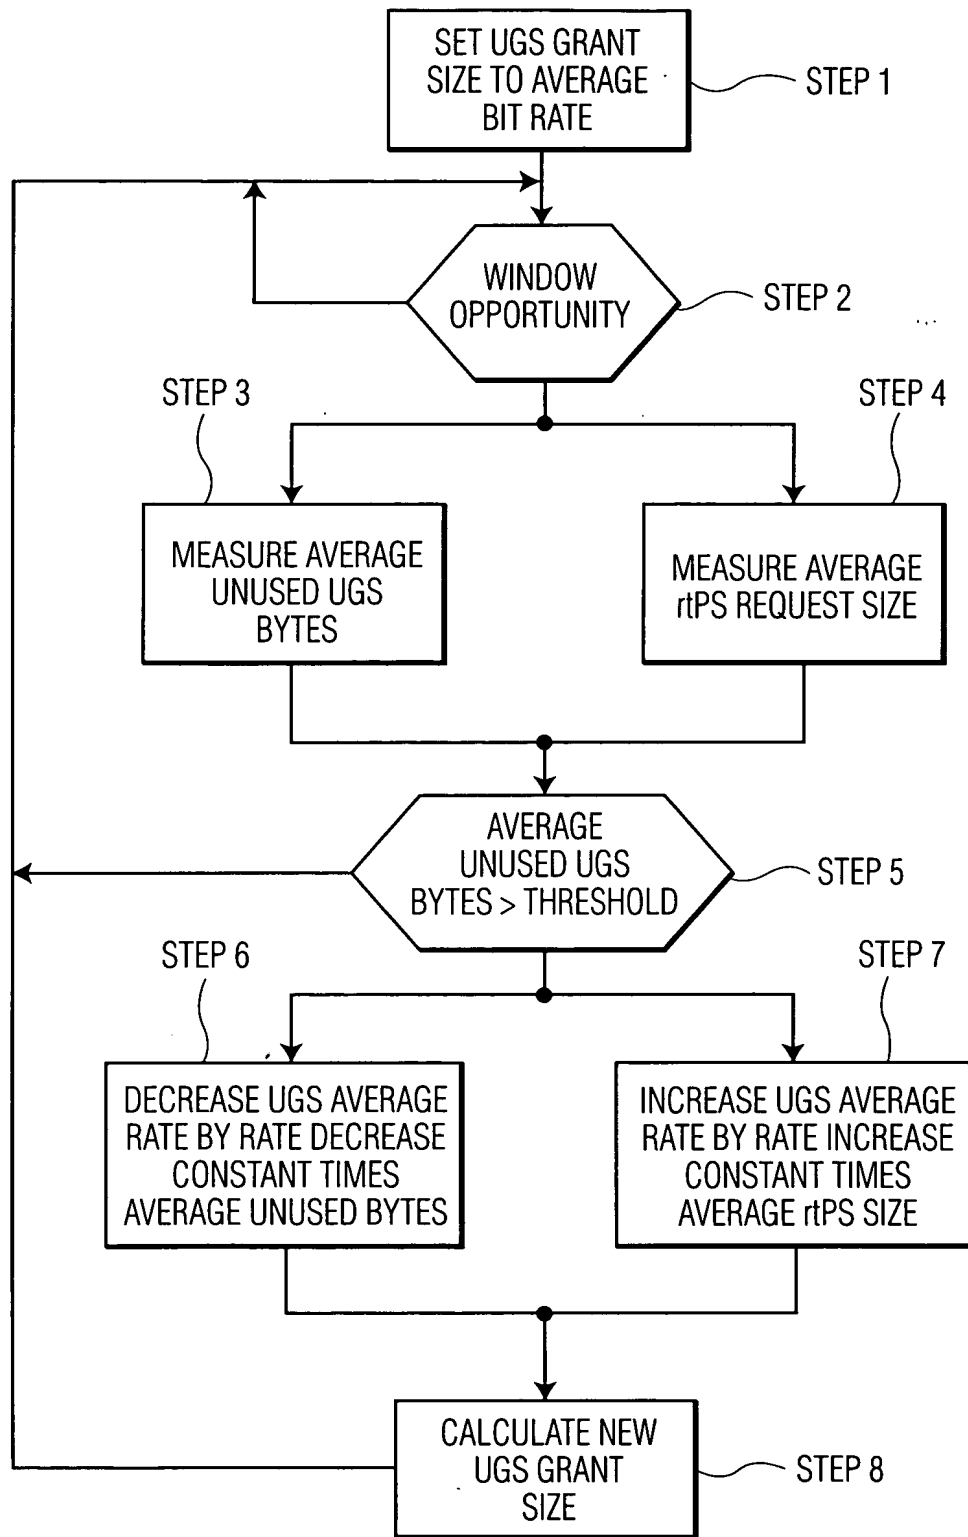 SET UGS GRANT
SIZE TO AVERAGE
BIT RATE
STEP 1
WINDOW
OPPORTUNITY
STEP 2
STEP 3
STEP 4
MEASURE AVERAGE
UNUSED UGS
BYTES
MEASURE AVERAGE
rtPS REQUEST SIZE
AVERAGE
UNUSED UGS
BYTES > THRESHOLD
STEP 5
STEP 6
STEP 7
DECREASE UGS AVERAGE
RATE BY RATE DECREASE
CONSTANT TIMES
AVERAGE UNUSED BYTES
INCREASE UGS AVERAGE
RATE BY RATE INCREASE
CONSTANT TIMES
AVERAGE rtPS SIZE
CALCULATE NEW
UGS GRANT
SIZE
STEP 8